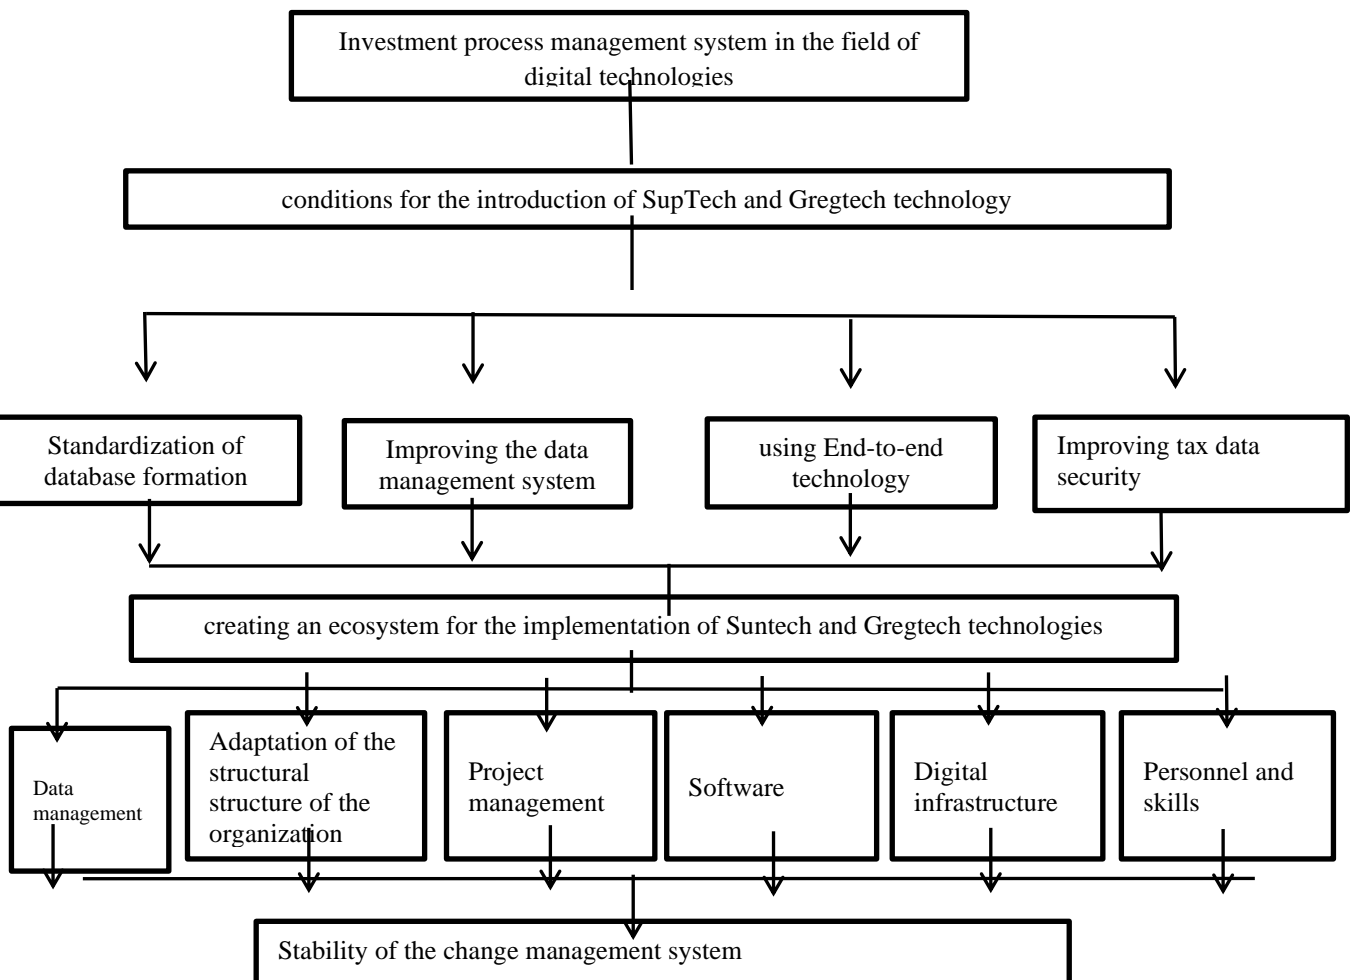 Investment process management system in the field of
digital technologies
conditions for the introduction of SupTech and Gregtech technology
Standardization of
database formation
Improving the data
management system
using End-to-end
technology
Improving tax data
security
creating an ecosystem for the implementation of Suntech and Gregtech technologies
Data
management
Adaptation of the
structural
structure of the
organization
Project
management
Software
Digital
infrastructure
Personnel and
skills
Stability of the change management system